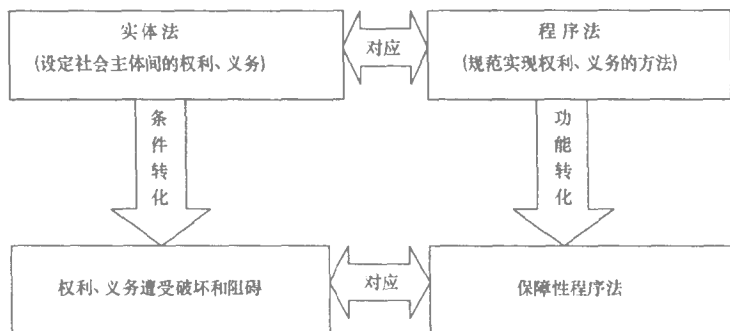 实体法
(设定社会主体间的权利、义务)
对应
程序法
(规范实现权利、义务的方法)
条件转化
功能转化
权利、义务遭受破坏和阻碍
对应
保障性程序法